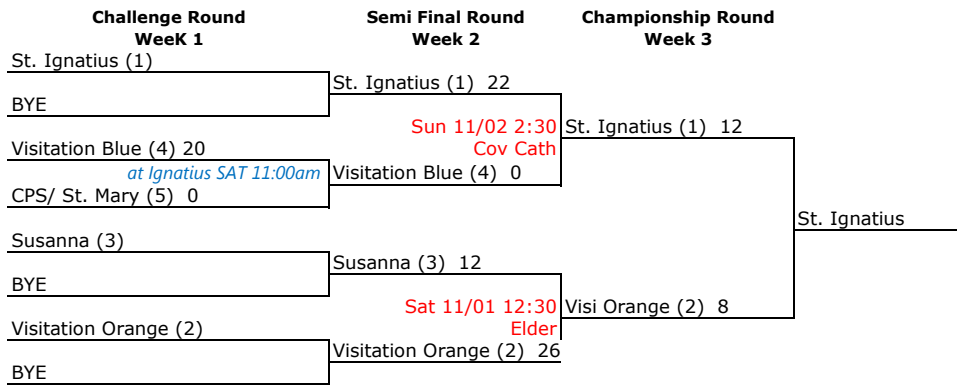 Challenge Round
WeeK 1
Semi Final Round
Week 2
Championship Round
Week 3
St. Ignatius (1)
BYE
Visitation Blue (4) 20
at Ignatius SAT 11:00am
CPS/ St. Mary (5) 0
Susanna (3)
BYE
Visitation Orange (2)
BYE
St. Ignatius (1) 22
Sun 11/02 2:30
Cov Cath
Visitation Blue (4) 0
Susanna (3) 12
Sat 11/01 12:30
Elder
Visitation Orange (2) 26
St. Ignatius (1) 12
Visi Orange (2) 8
St. Ignatius